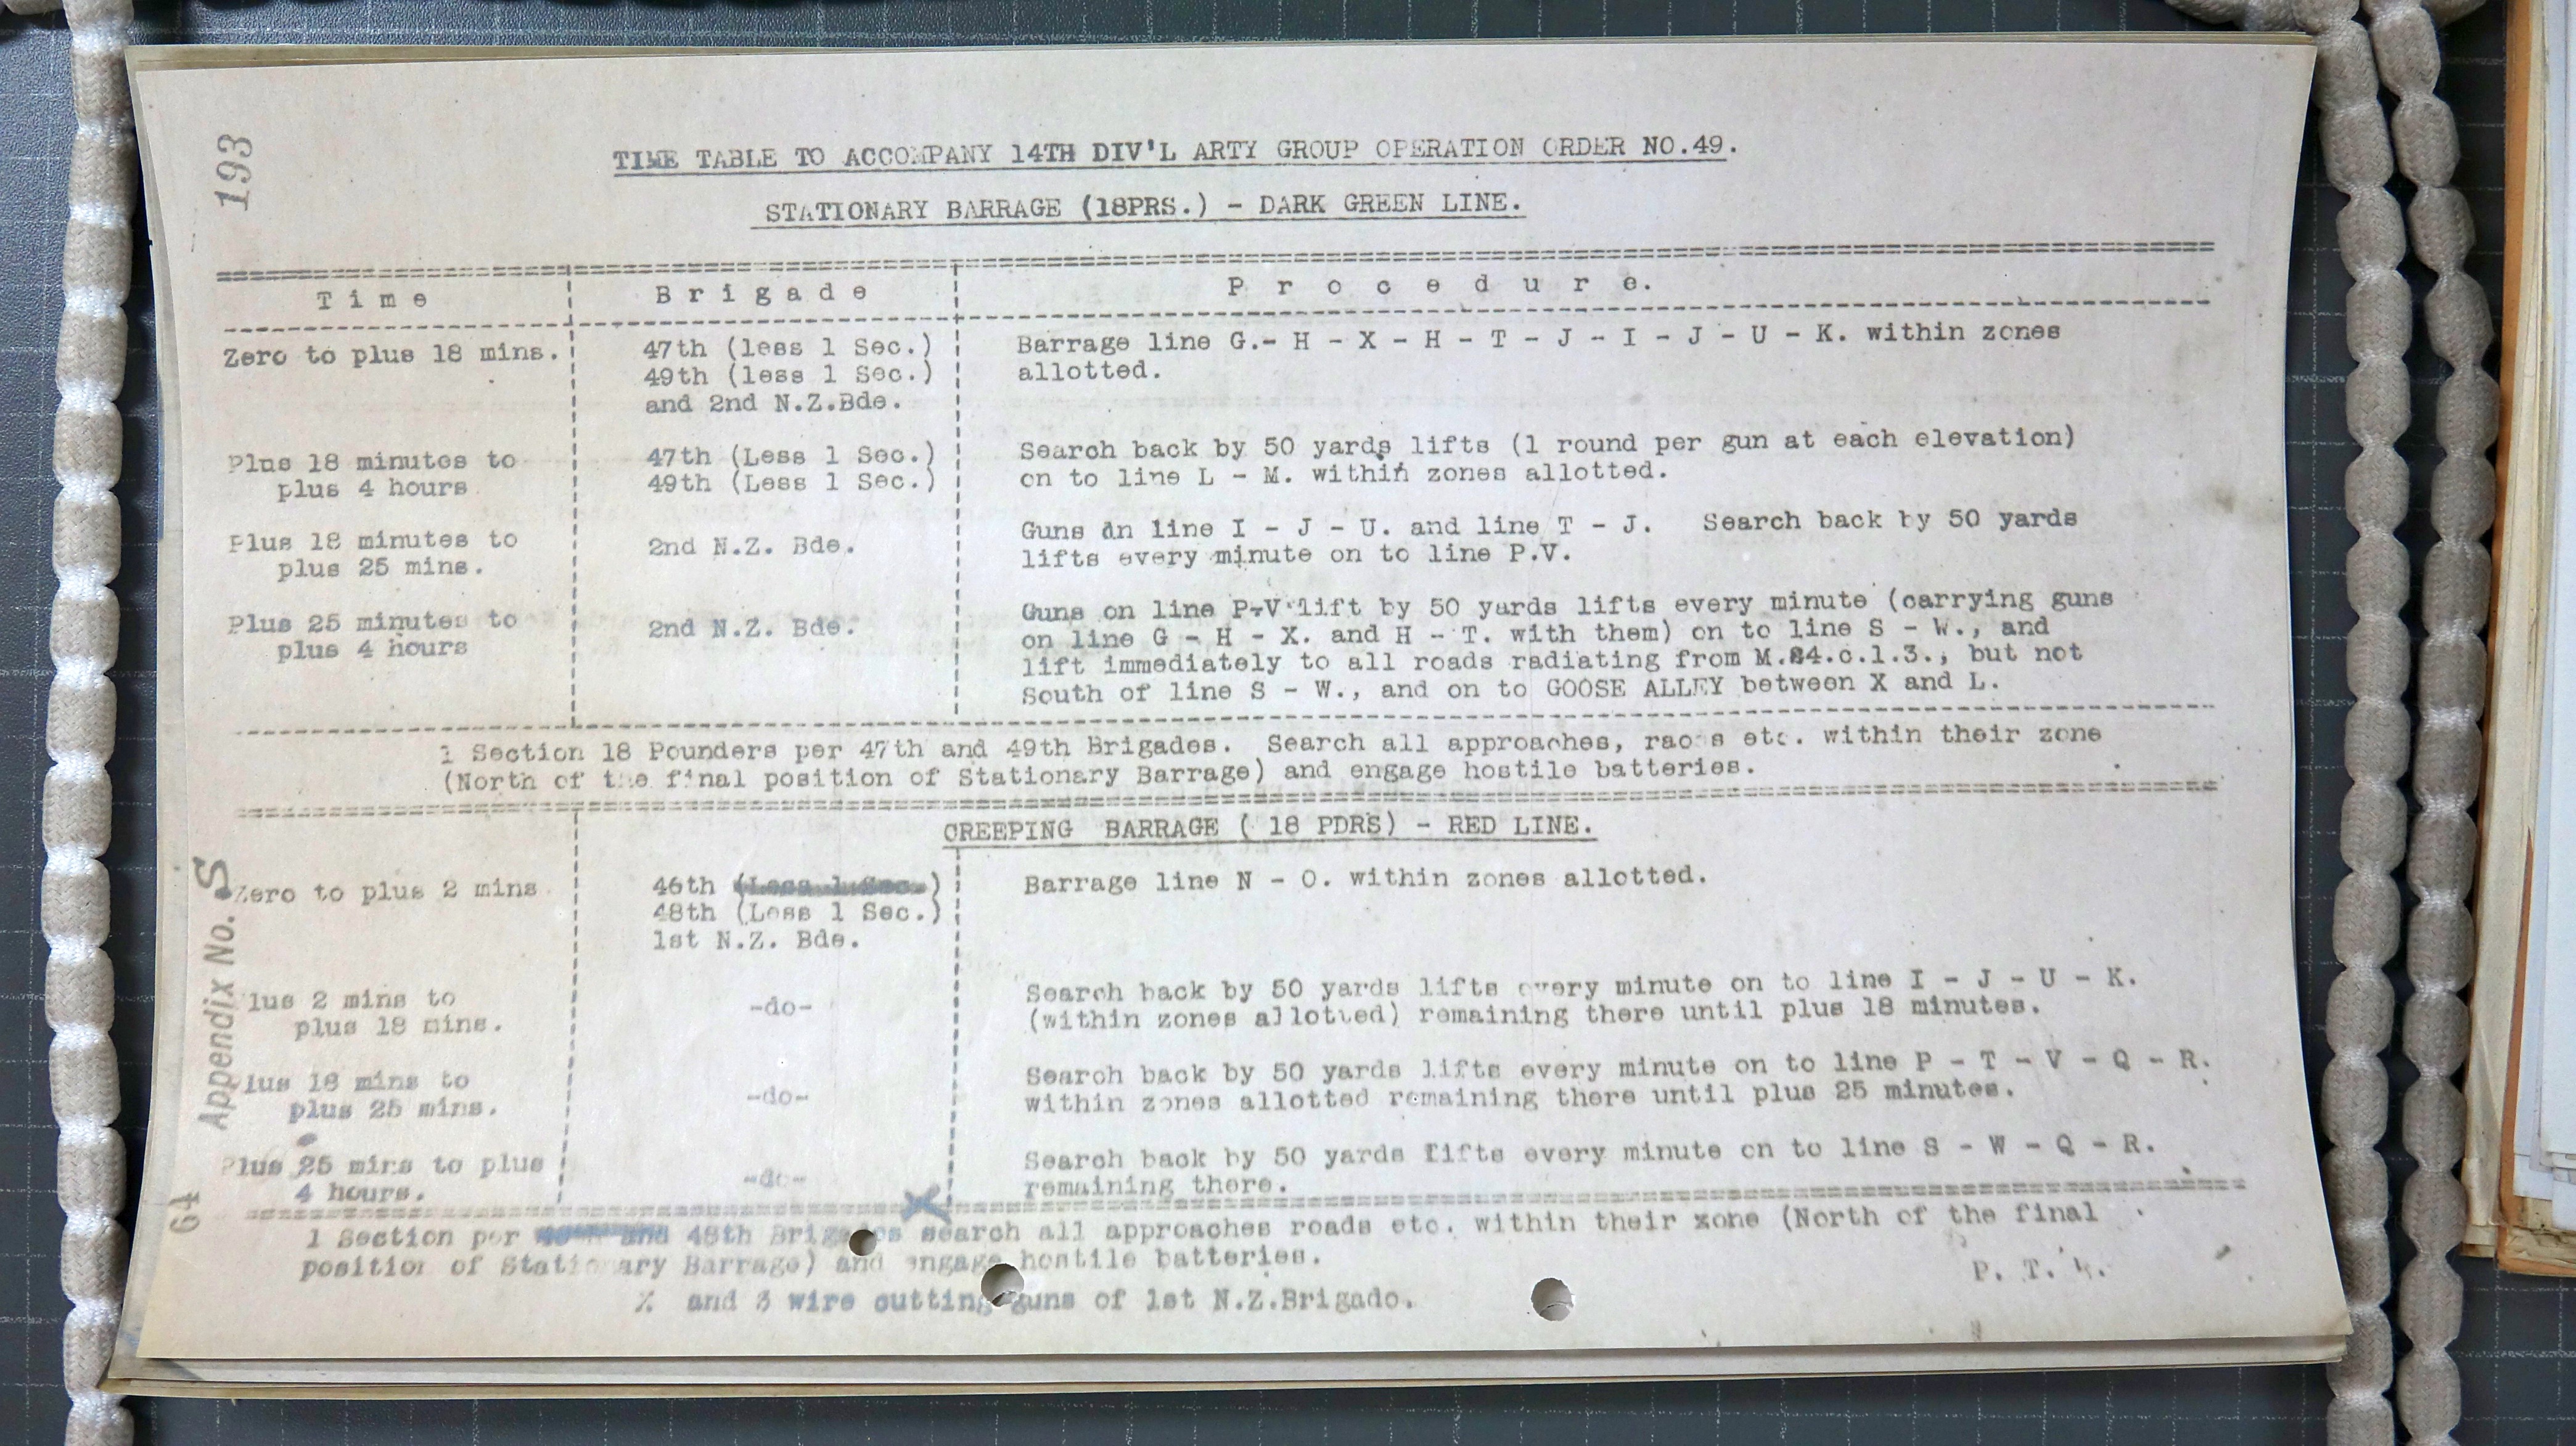 193
TIME TABLE TO ACCOMPANY 14TH DIV'L ARTY GROUP OPERATION ORDER NO.49.
STATIONARY BARRAGE (18PRS.) - DARK GREEN LINE.
Time Brigade Procedure.
Zero to plus 18 mins. 47th (less 1 Sec.) Barrage line G.- H - X - H - T - J - I - J - U - K. within zones
49th (less 1 Sec.) allotted.
and 2nd N.Z.Bde.
Plus 18 minutes to 47th (Less 1 Sec.) Search back by 50 yards lifts (1 round per gun at each elevation)
plus 4 hours 49th (Less 1 Sec.) on to line L - M. within zones allotted.
Plus 18 minutes to 2nd N.Z. Bde. Guns on line I - J - U. and line T - J. Search back by 50 yards
plus 25 mins. lifts every minute on to line P.V.
Plus 25 minutes to 2nd N.Z. Bde. Guns on line P-V lift by 50 yards lifts every minute (carrying guns
plus 4 hours on line G - H - X. and H - T. with them) on to line S - W., and
lift immediately to all roads radiating from M.24.c.1.3., but not
South of line S - W., and on to GOOSE ALLEY between X and L.
1 Section 18 Pounders per 47th and 49th Brigades. Search all approaches, etc. within their zone
(North of the final position of Stationary Barrage) and engage hostile batteries.
CREEPING BARRAGE ( 18 PDRS) - RED LINE.
Zero to plus 2 mins 46th (Less 1 Sec.) Barrage line N - O. within zones allotted.
48th (Less 1 Sec.)
1st N.Z. Bde.
lus 2 mins to -do- Search back by 50 yards lifts every minute on to line I - J - U - K.
plus 18 mins. (within zones allotted) remaining there until plus 18 minutes.
lus 18 mins to -do- Search back by 50 yards lifts every minute on to line P - T - V - Q - R.
plus 25 mins. within zones allotted remaining there until plus 25 minutes.
Plus 25 mins to plus -do- Search back by 50 yards lifts every minute on to line S - W - Q - R.
4 hours. remaining there.
X
1 Section per 48th Brigades search all approaches roads etc. within their zone (North of the final
position of Stationary Barrage) and engage hostile batteries.
P. T.
X and 3 wire cutting guns of 1st N.Z.Brigade.
Appendix No. S
64